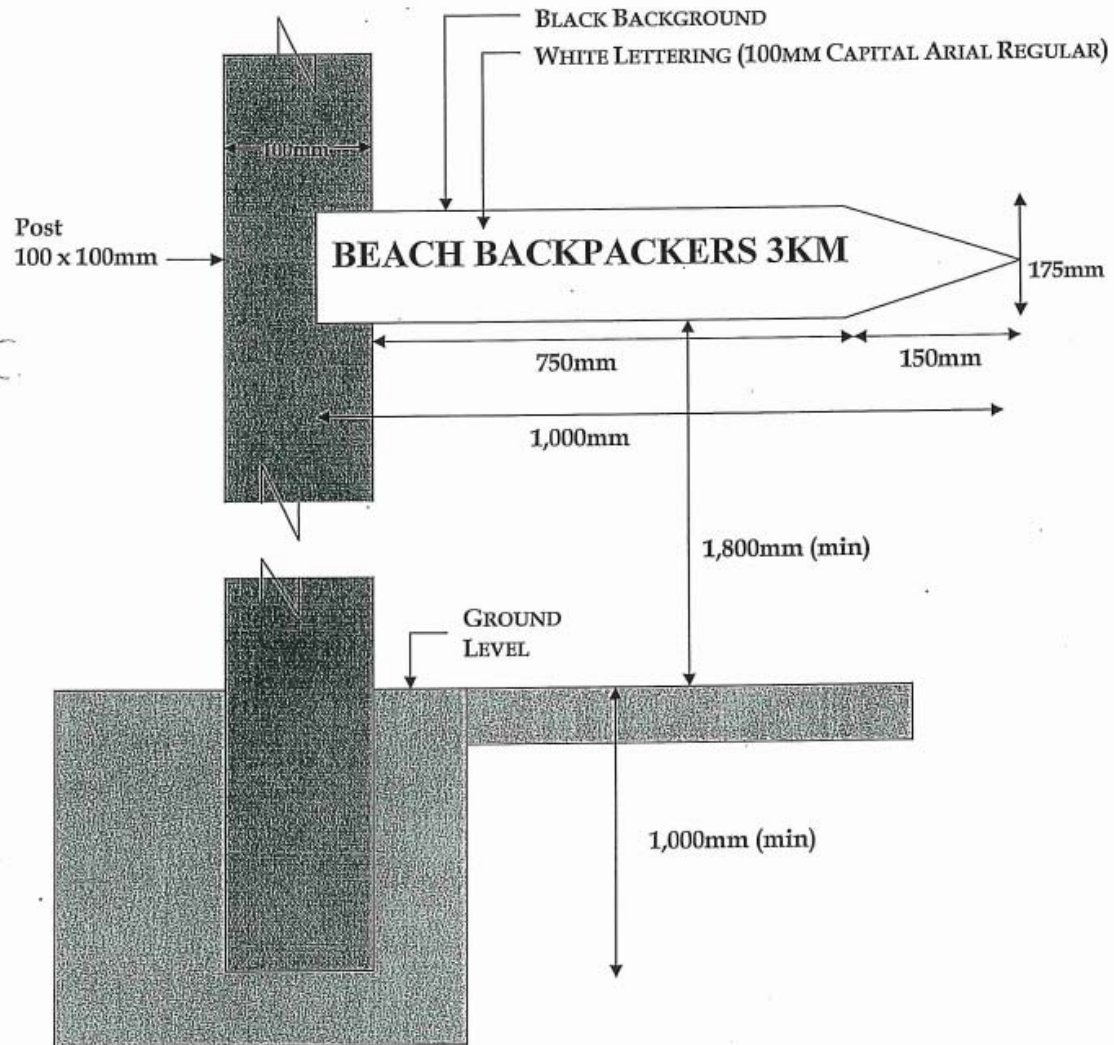 BLACK BACKGROUND
WHITE LETTERING (100MM CAPITAL ARIAL REGULAR)
100mm
Post
100 x 100mm
BEACH BACKPACKERS 3KM
175mm
750mm
150mm
1,000mm
1,800mm (min)
GROUND
LEVEL
1,000mm (min)